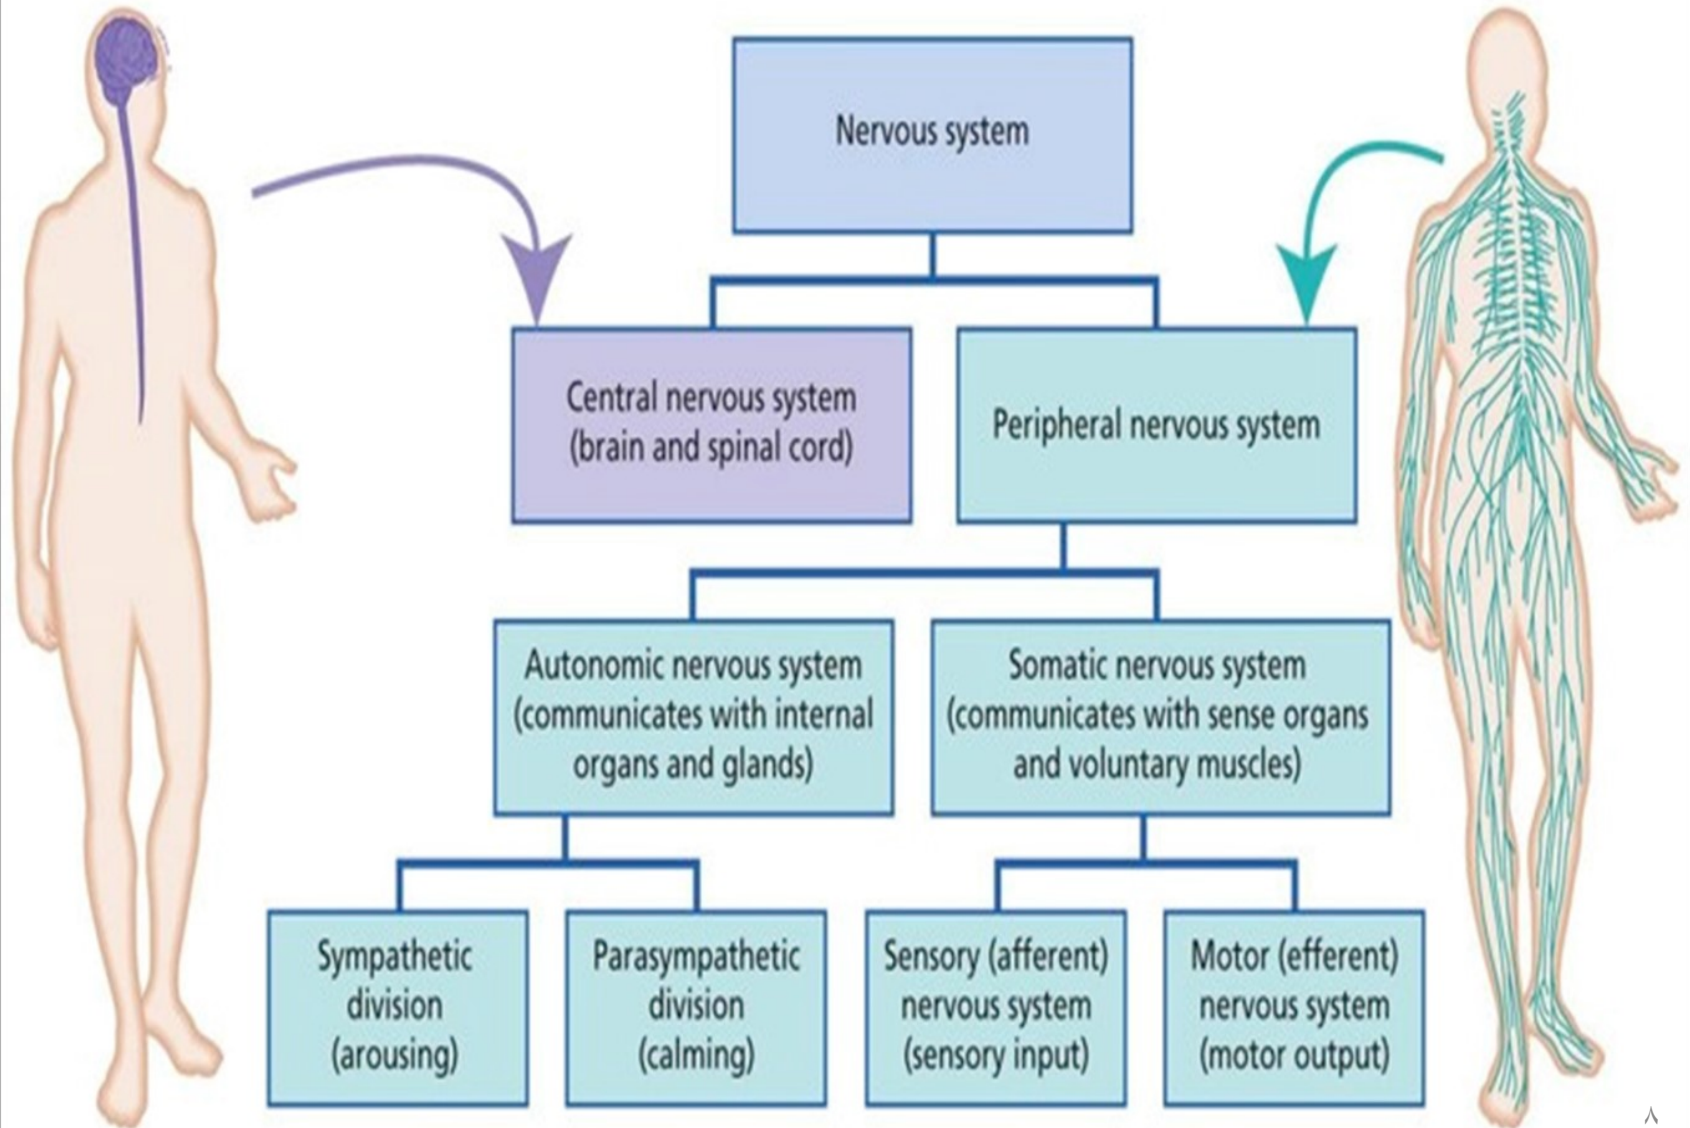 Nervous system
Central nervous system
(brain and spinal cord)
Peripheral nervous system
Autonomic nervous system
(communicates with internal
organs and glands)
Somatic nervous system
(communicates with sense organs
and voluntary muscles)
Sympathetic
division
(arousing)
Parasympathetic
division
(calming)
Sensory (afferent)
nervous system
(sensory input)
Motor (efferent)
nervous system
(motor output)
٨